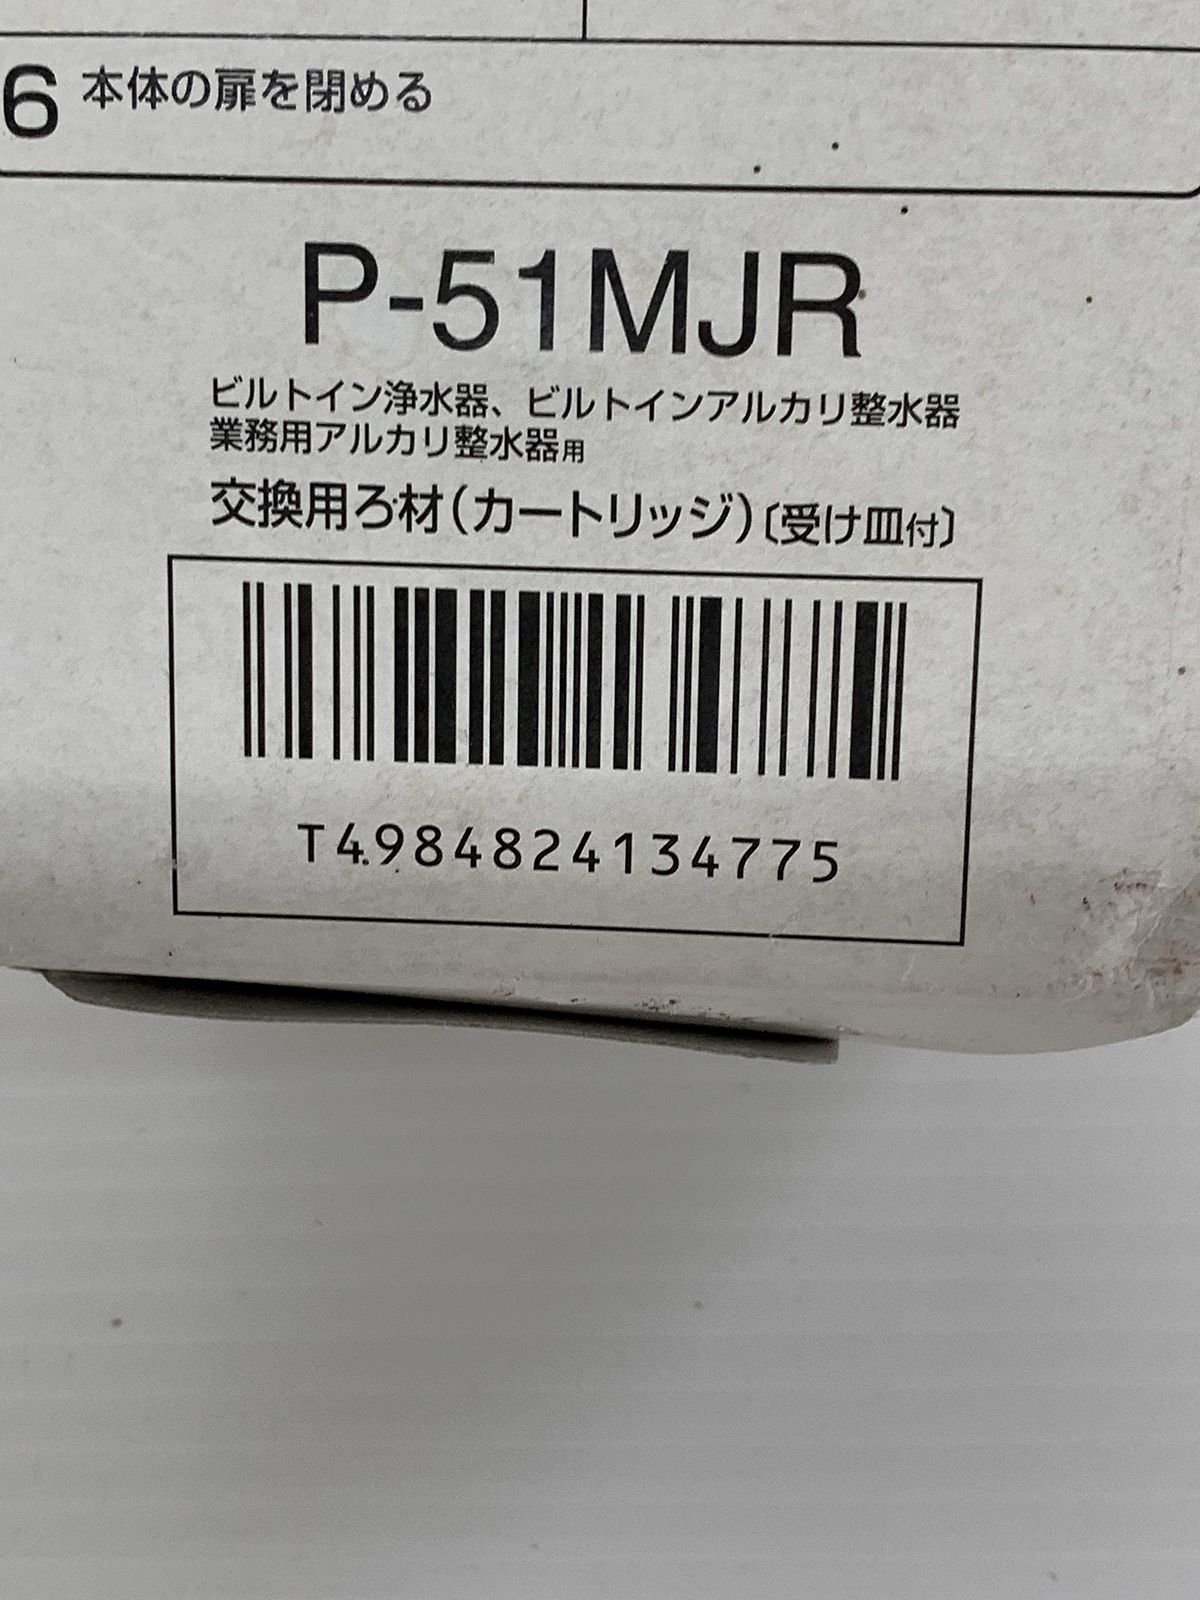 6 本体の扉を閉める
P-51MJR
ビルトイン浄水器、ビルトインアルカリ整水器
業務用アルカリ整水器用
交換用ろ材(カートリッジ)〔受け皿付〕
T4984824134775